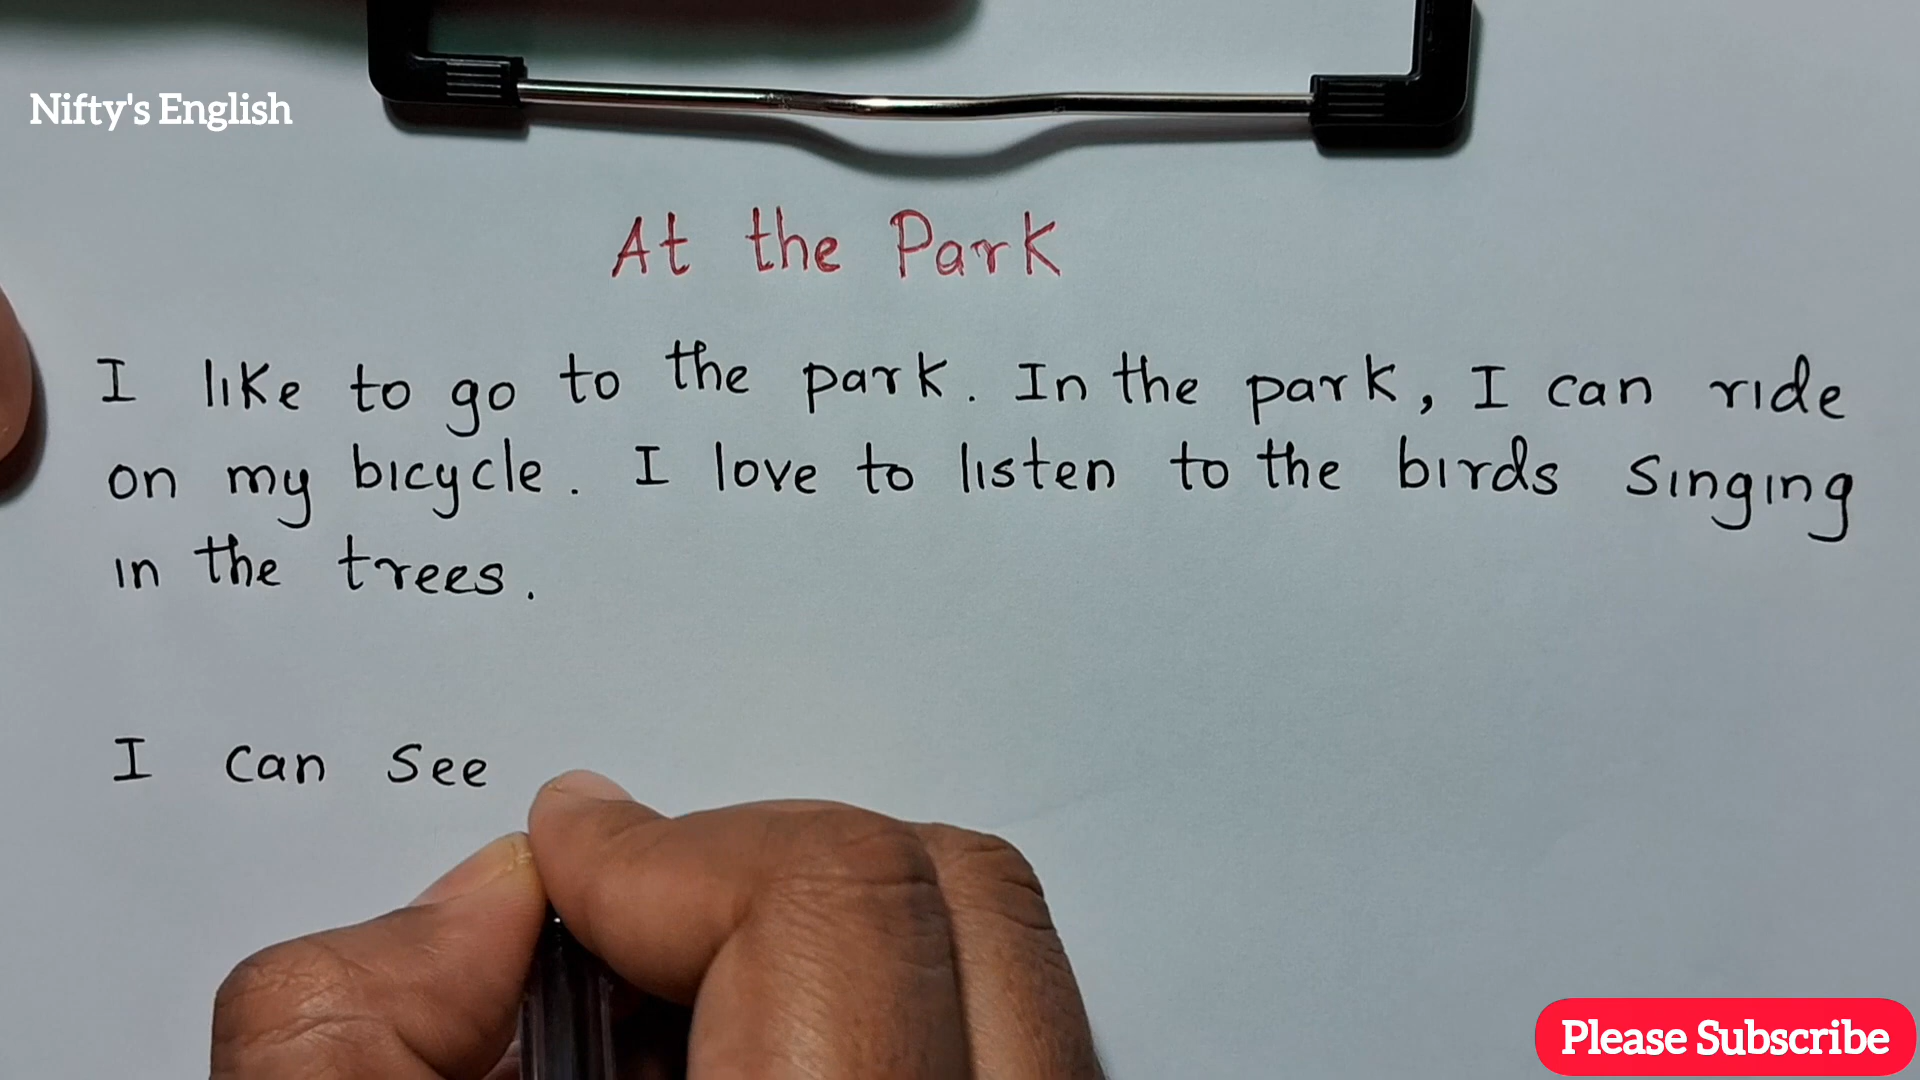 Nifty's English
At the Park
I like to go to the park. In the park, I can ride
on my bicycle. I love to listen to the birds singing
in the trees.
I can see
Please Subscribe